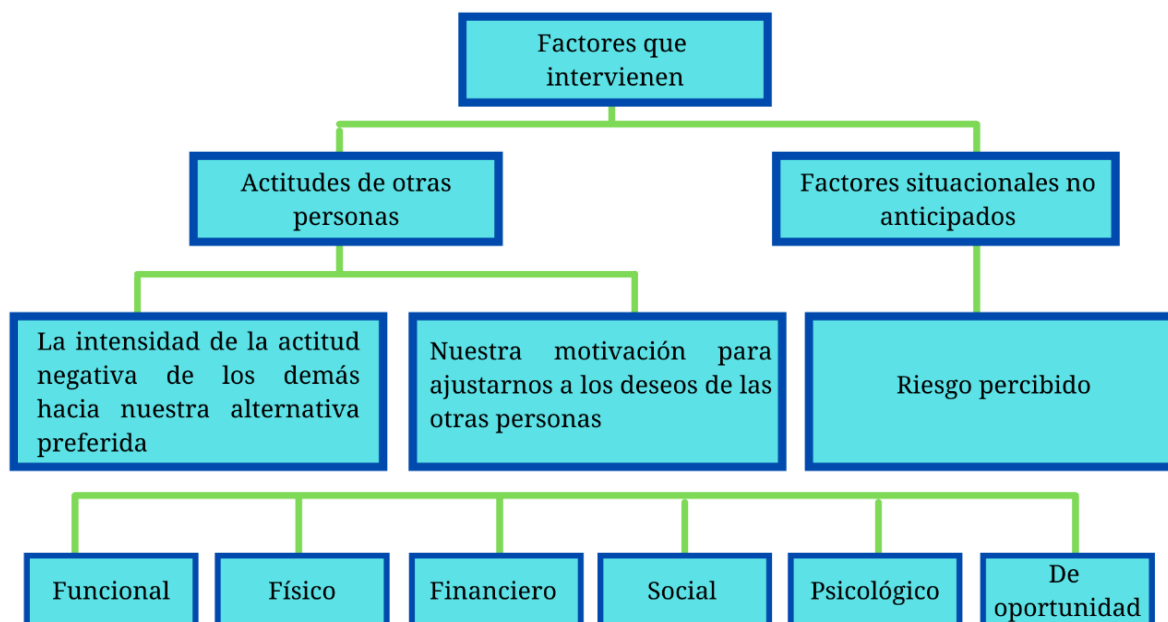 Factores que
intervienen
Actitudes de otras
personas
Factores situacionales no
anticipados
La intensidad de la actitud
negativa de los demás
hacia nuestra alternativa
preferida
Nuestra motivación para
ajustarnos a los deseos de las
otras personas
Riesgo percibido
Funcional
Físico
Financiero
Social
Psicológico
De
oportunidad